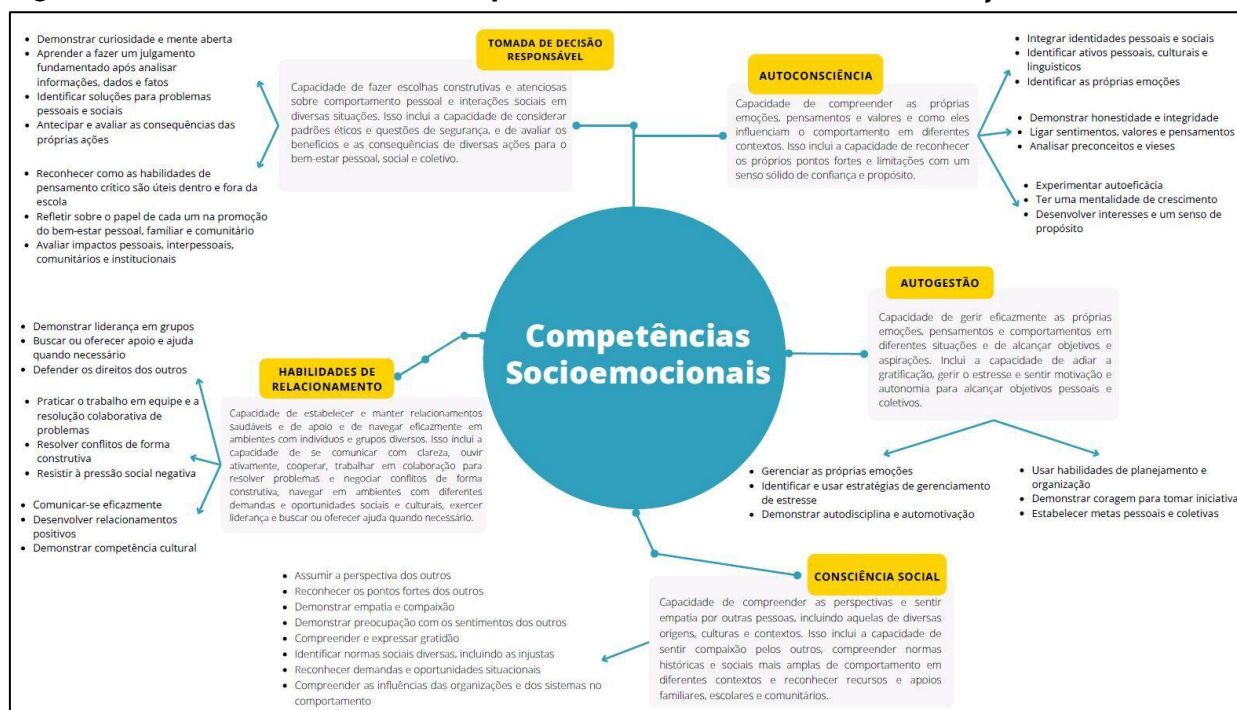 TOMADA DE DECISÃO
RESPONSÁVEL
Capacidade de fazer escolhas construtivas e atenciosas
sobre comportamento pessoal e interações sociais em
diversas situações. Isso inclui a capacidade de considerar
padrões éticos e questões de segurança, e de avaliar os
benefícios e as consequências de diversas ações para o
bem-estar pessoal, social e coletivo.
• Demonstrar curiosidade e mente aberta
• Aprender a fazer um julgamento
fundamentado após analisar
informações, dados e fatos
• Identificar soluções para problemas
pessoais e sociais
• Antecipar e avaliar as consequências das
próprias ações
• Reconhecer como as habilidades de
pensamento crítico são úteis dentro e fora da
escola
• Refletir sobre o papel de cada um na promoção
do bem-estar pessoal, familiar e comunitário
• Avaliar impactos pessoais, interpessoais,
comunitários e institucionais
AUTOCONSCIÊNCIA
Capacidade de compreender as próprias
emoções, pensamentos e valores e como eles
influenciam o comportamento em diferentes
contextos. Isso inclui a capacidade de reconhecer
os próprios pontos fortes e limitações com um
senso sólido de confiança e propósito.
• Integrar identidades pessoais e sociais
• Identificar ativos pessoais, culturais e
linguísticos
• Identificar as próprias emoções
• Demonstrar honestidade e integridade
• Ligar sentimentos, valores e pensamentos
• Analisar preconceitos e vieses
• Experimentar autoeficácia
• Ter uma mentalidade de crescimento
• Desenvolver interesses e um senso de
propósito
Competências
Socioemocionais
AUTOGESTÃO
Capacidade de gerir eficazmente as próprias
emoções, pensamentos e comportamentos em
diferentes situações e de alcançar objetivos e
aspirações. Inclui a capacidade de adiar a
gratificação, gerir o estresse e sentir motivação e
autonomia para alcançar objetivos pessoais e
coletivos.
• Gerenciar as próprias emoções
• Identificar e usar estratégias de gerenciamento
de estresse
• Demonstrar autodisciplina e automotivação
• Usar habilidades de planejamento e
organização
• Demonstrar coragem para tomar iniciativa
• Estabelecer metas pessoais e coletivas
HABILIDADES DE
RELACIONAMENTO
Capacidade de estabelecer e manter relacionamentos
saudáveis e de apoio e de navegar eficazmente em
ambientes com indivíduos e grupos diversos. Isso inclui a
capacidade de se comunicar com clareza, ouvir
ativamente, cooperar, trabalhar em colaboração para
resolver problemas e negociar conflitos de forma
construtiva, navegar em ambientes com diferentes
demandas e oportunidades sociais e culturais, exercer
liderança e buscar ou oferecer ajuda quando necessário.
• Demonstrar liderança em grupos
• Buscar ou oferecer apoio e ajuda
quando necessário
• Defender os direitos dos outros
• Praticar o trabalho em equipe e a
resolução colaborativa de
problemas
• Resolver conflitos de forma
construtiva
• Resistir à pressão social negativa
• Comunicar-se eficazmente
• Desenvolver relacionamentos
positivos
• Demonstrar competência cultural
CONSCIÊNCIA SOCIAL
Capacidade de compreender as perspectivas e sentir
empatia por outras pessoas, incluindo aquelas de diversas
origens, culturas e contextos. Isso inclui a capacidade de
sentir compaixão pelos outros, compreender normas
históricas e sociais mais amplas de comportamento em
diferentes contextos e reconhecer recursos e apoios
familiares, escolares e comunitários.
• Assumir a perspectiva dos outros
• Reconhecer os pontos fortes dos outros
• Demonstrar empatia e compaixão
• Demonstrar preocupação com os sentimentos dos outros
• Compreender e expressar gratidão
• Identificar normas sociais diversas, incluindo as injustas
• Reconhecer demandas e oportunidades situacionais
• Compreender as influências das organizações e dos sistemas no
comportamento